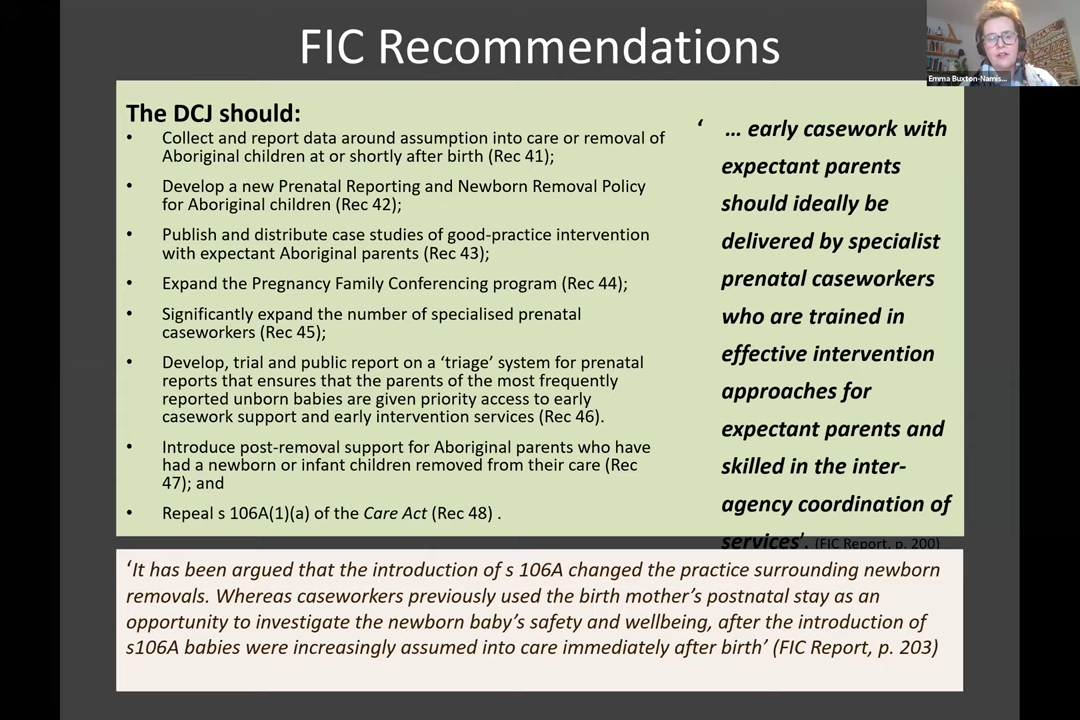 FIC Recommendations
Emma Buxton-Namis...
The DCJ should:
• Collect and report data around assumption into care or removal of
Aboriginal children at or shortly after birth (Rec 41);
• Develop a new Prenatal Reporting and Newborn Removal Policy
for Aboriginal children (Rec 42);
• Publish and distribute case studies of good-practice intervention
with expectant Aboriginal parents (Rec 43);
• Expand the Pregnancy Family Conferencing program (Rec 44);
• Significantly expand the number of specialised prenatal
caseworkers (Rec 45);
• Develop, trial and public report on a ‘triage’ system for prenatal
reports that ensures that the parents of the most frequently
reported unborn babies are given priority access to early
casework support and early intervention services (Rec 46).
• Introduce post-removal support for Aboriginal parents who have
had a newborn or infant children removed from their care (Rec
47); and
• Repeal s 106A(1)(a) of the Care Act (Rec 48) .
‘ … early casework with
expectant parents
should ideally be
delivered by specialist
prenatal caseworkers
who are trained in
effective intervention
approaches for
expectant parents and
skilled in the inter-
agency coordination of
services’. (FIC Report, p. 200)
‘It has been argued that the introduction of s 106A changed the practice surrounding newborn
removals. Whereas caseworkers previously used the birth mother’s postnatal stay as an
opportunity to investigate the newborn baby’s safety and wellbeing, after the introduction of
s106A babies were increasingly assumed into care immediately after birth’ (FIC Report, p. 203)